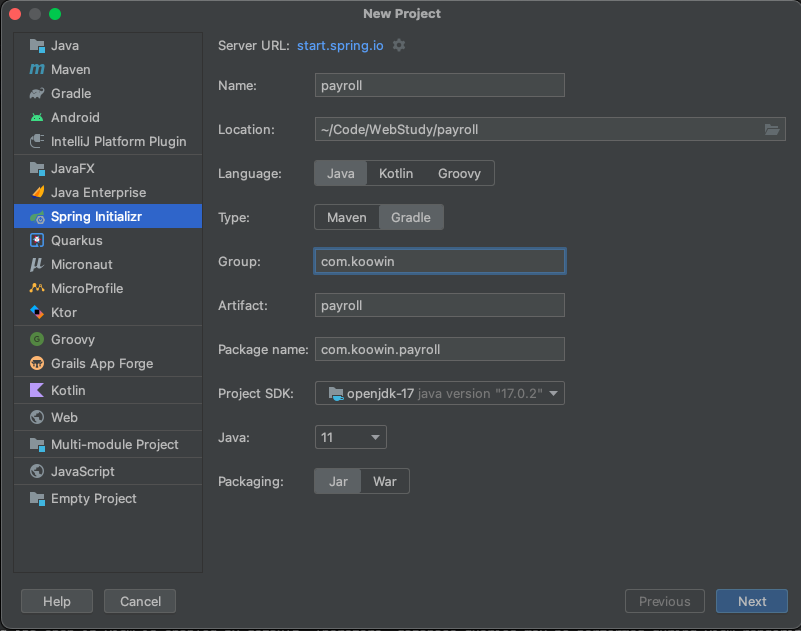 New Project
Java
Maven
Gradle
Android
IntelliJ Platform Plugin
JavaFX
Java Enterprise
Spring Initializr
Quarkus
Micronaut
MicroProfile
Ktor
Groovy
Grails App Forge
Kotlin
Web
Multi-module Project
JavaScript
Empty Project
Server URL: start.spring.io
Name: payroll
Location: ~/Code/WebStudy/payroll
Language: Java Kotlin Groovy
Type: Maven Gradle
Group: com.koowin
Artifact: payroll
Package name: com.koowin.payroll
Project SDK: openjdk-17 java version "17.0.2"
Java: 11
Packaging: Jar War
Help Cancel Previous Next